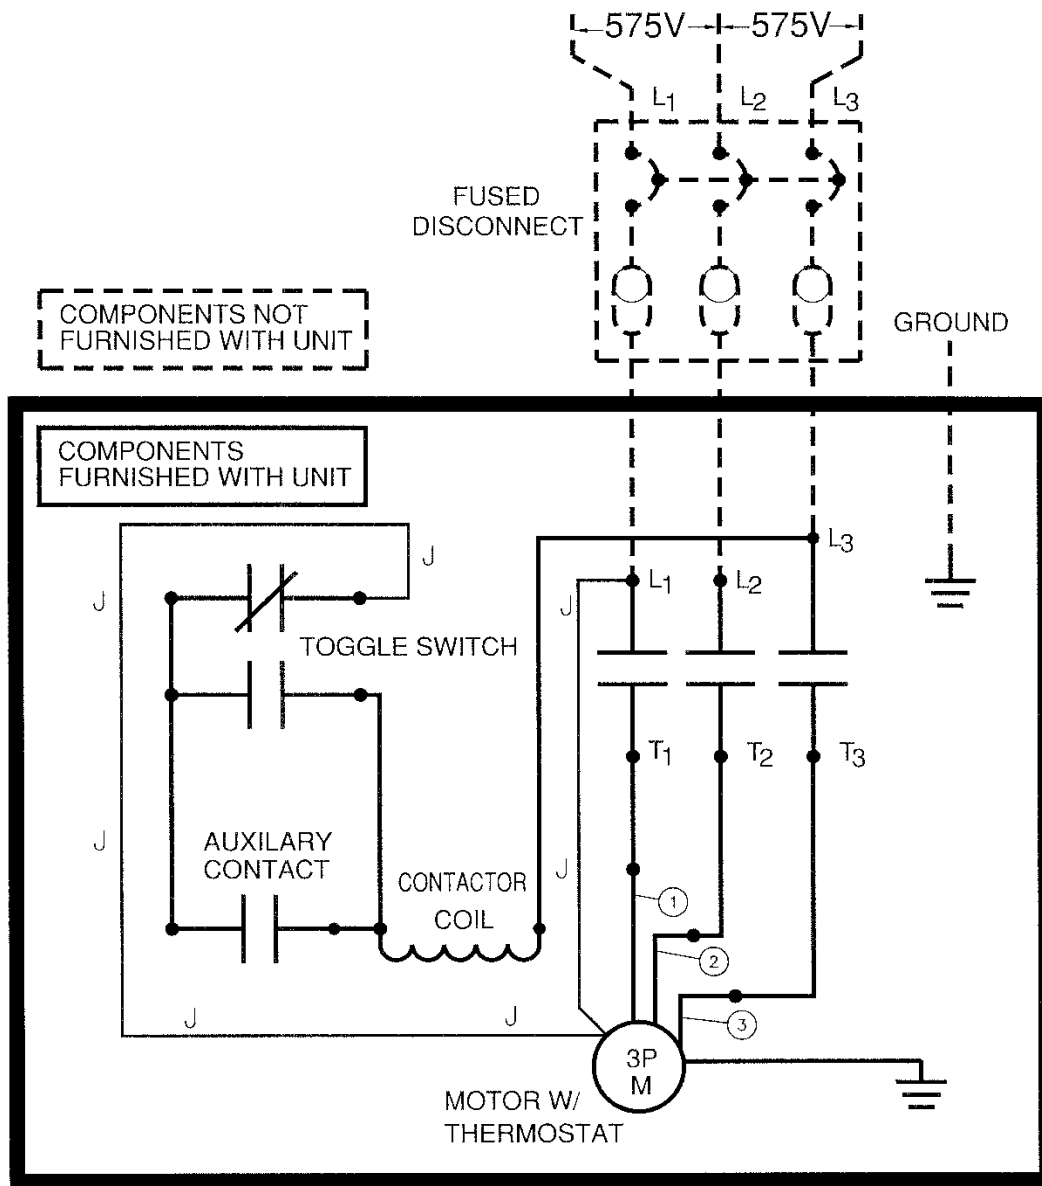 575V 575V
L1 L2 L3
FUSED
DISCONNECT
COMPONENTS NOT
FURNISHED WITH UNIT
GROUND
COMPONENTS
FURNISHED WITH UNIT
L3
J
J
L1 L2
J
TOGGLE SWITCH
T1 T2 T3
J
AUXILARY
CONTACT
J
CONTACTOR
COIL
1
2
J
J
3
3P
M
MOTOR W/
THERMOSTAT